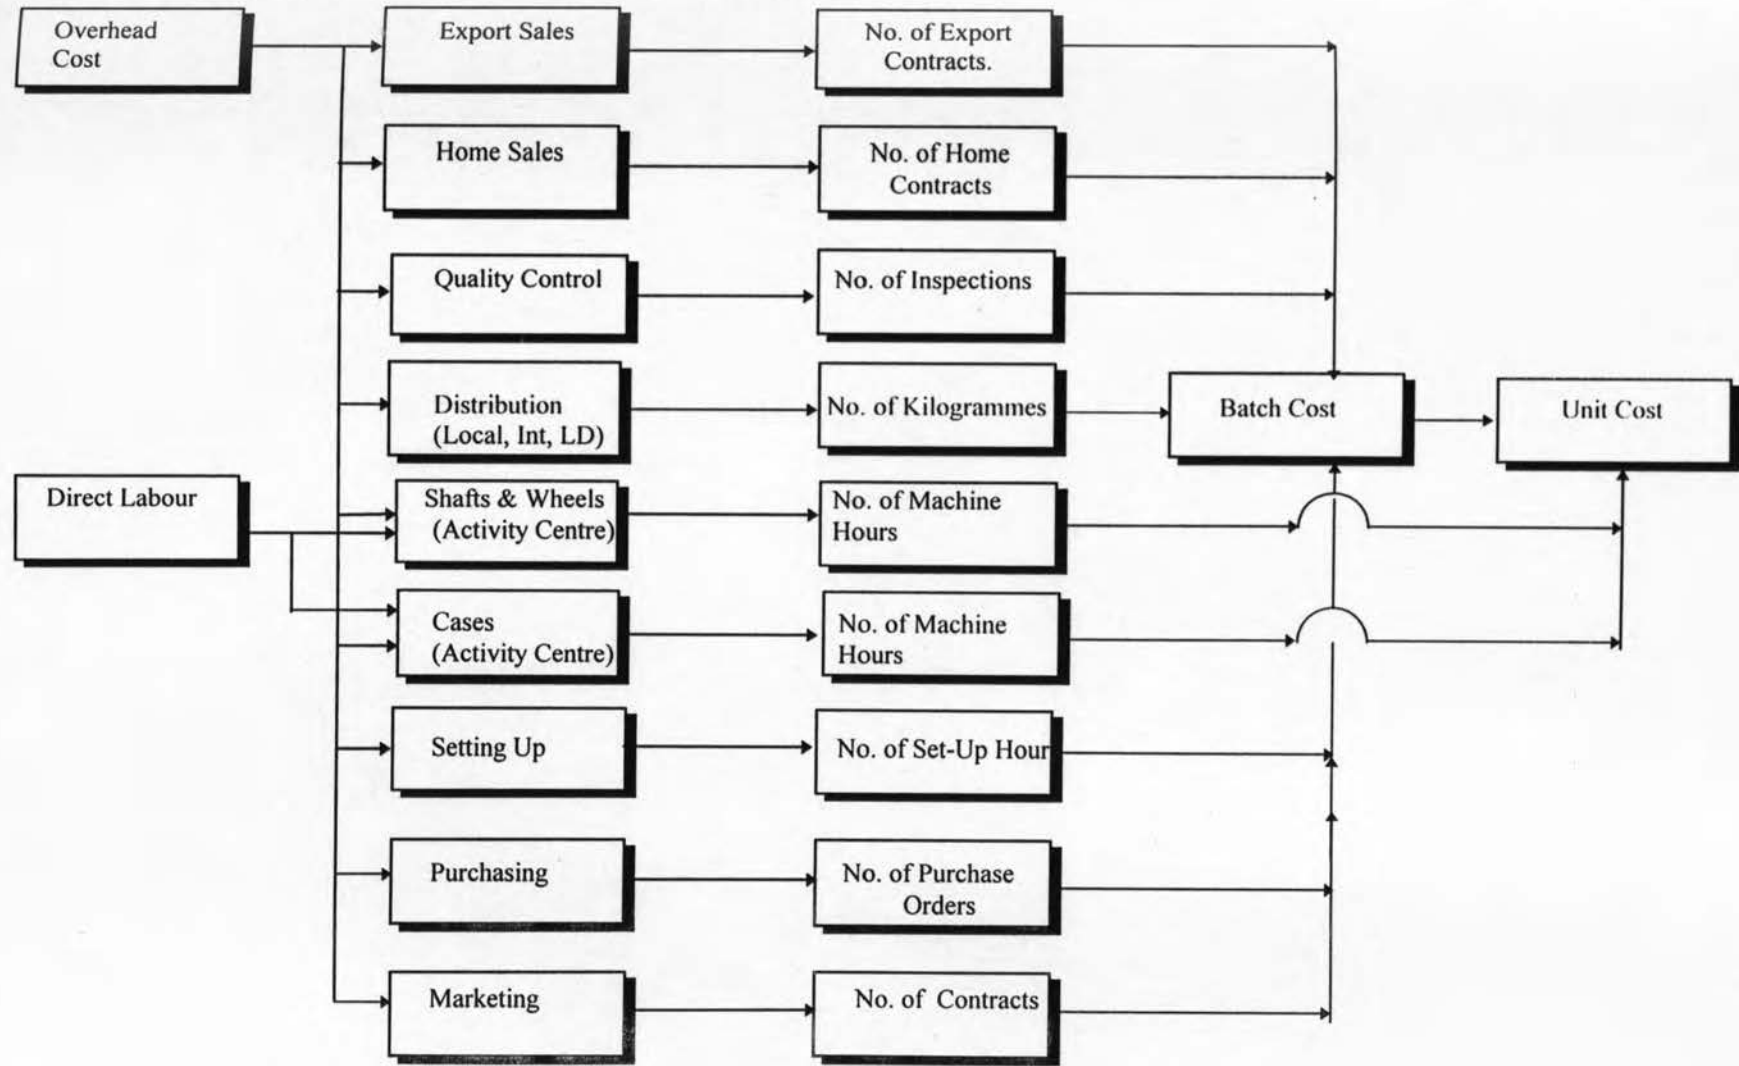 Overhead
Cost
Export Sales
No. of Export
Contracts.
Home Sales
No. of Home
Contracts
Quality Control
No. of Inspections
Distribution
(Local, Int, LD)
No. of Kilogrammes
Batch Cost
Unit Cost
Direct Labour
Shafts & Wheels
(Activity Centre)
No. of Machine
Hours
Cases
(Activity Centre)
No. of Machine
Hours
Setting Up
No. of Set-Up Hour
Purchasing
No. of Purchase
Orders
Marketing
No. of Contracts